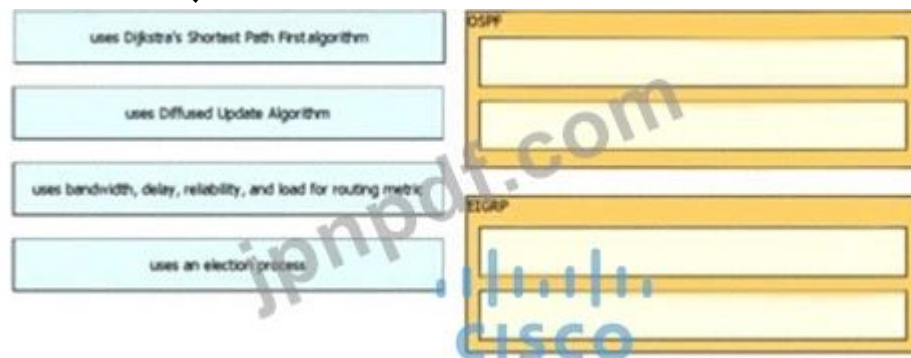 uses Dijkstra's Shortest Path First algorithm
uses Diffused Update Algorithm
uses bandwidth, delay, reliability, and load for routing metric
uses an election process
OSPF
EIGRP
jpnpdf.com
CISCO